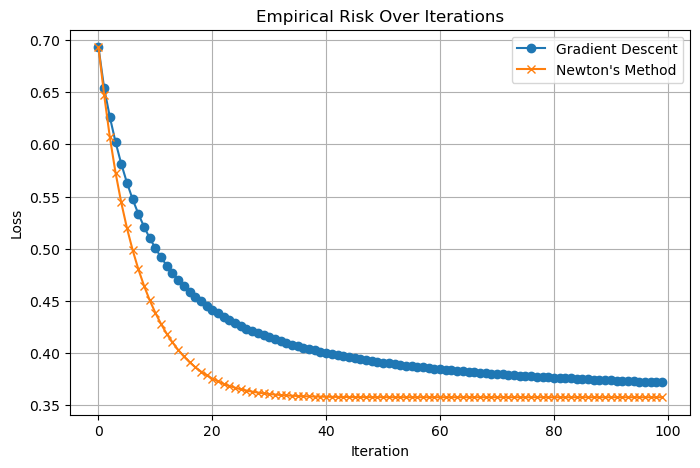 Empirical Risk Over Iterations
Gradient Descent
Newton's Method
Loss
0.70
0.65
0.60
0.55
0.50
0.45
0.40
0.35
0
20
40
60
80
100
Iteration